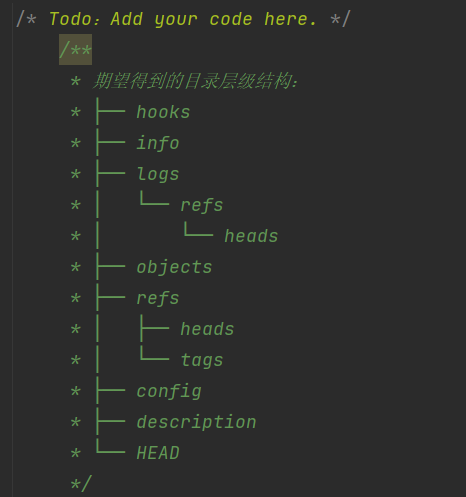 /* Todo: Add your code here. */
/**
* 期望得到的目录层级结构：
* ├── hooks
* ├── info
* ├── logs
* │   └── refs
* │       └── heads
* ├── objects
* ├── refs
* │   ├── heads
* │   └── tags
* ├── config
* ├── description
* └── HEAD
*/